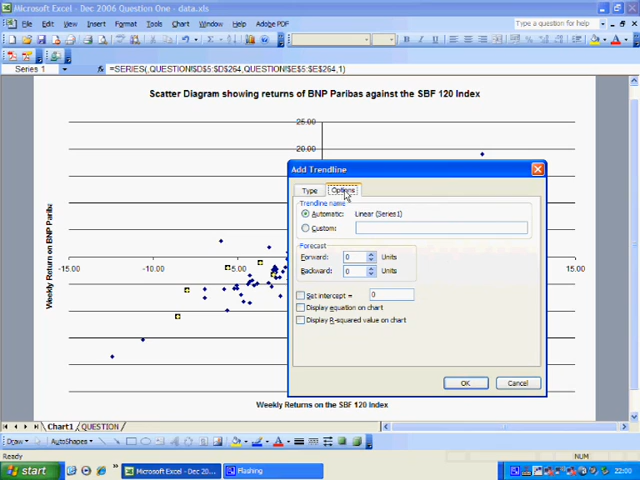 Microsoft Excel - Dec 2006 Question One - data.xls
File Edit View Insert Format Tools Chart Window Help Adobe PDF
Type a question for help
Series 1
=SERIES(,QUESTION!$D$5:$D$264,QUESTION!$E$5:$E$264,1)
Scatter Diagram showing returns of BNP Paribas against the SBF 120 Index
25.00
20.00
-15.00
-5.00
15.00
Weekly Return on BNP Paribas
Weekly Returns on the SBF 120 Index
Add Trendline
Type Options
Trendline name
Automatic: Linear (Series1)
Custom:
Forecast
Forward: 0 Units
Backward: 0 Units
Set intercept = 0
Display equation on chart
Display R-squared value on chart
OK Cancel
Chart1 QUESTION
Draw AutoShapes
Ready
NUM
start
Microsoft Excel - Dec 20...
Flashing
22:00